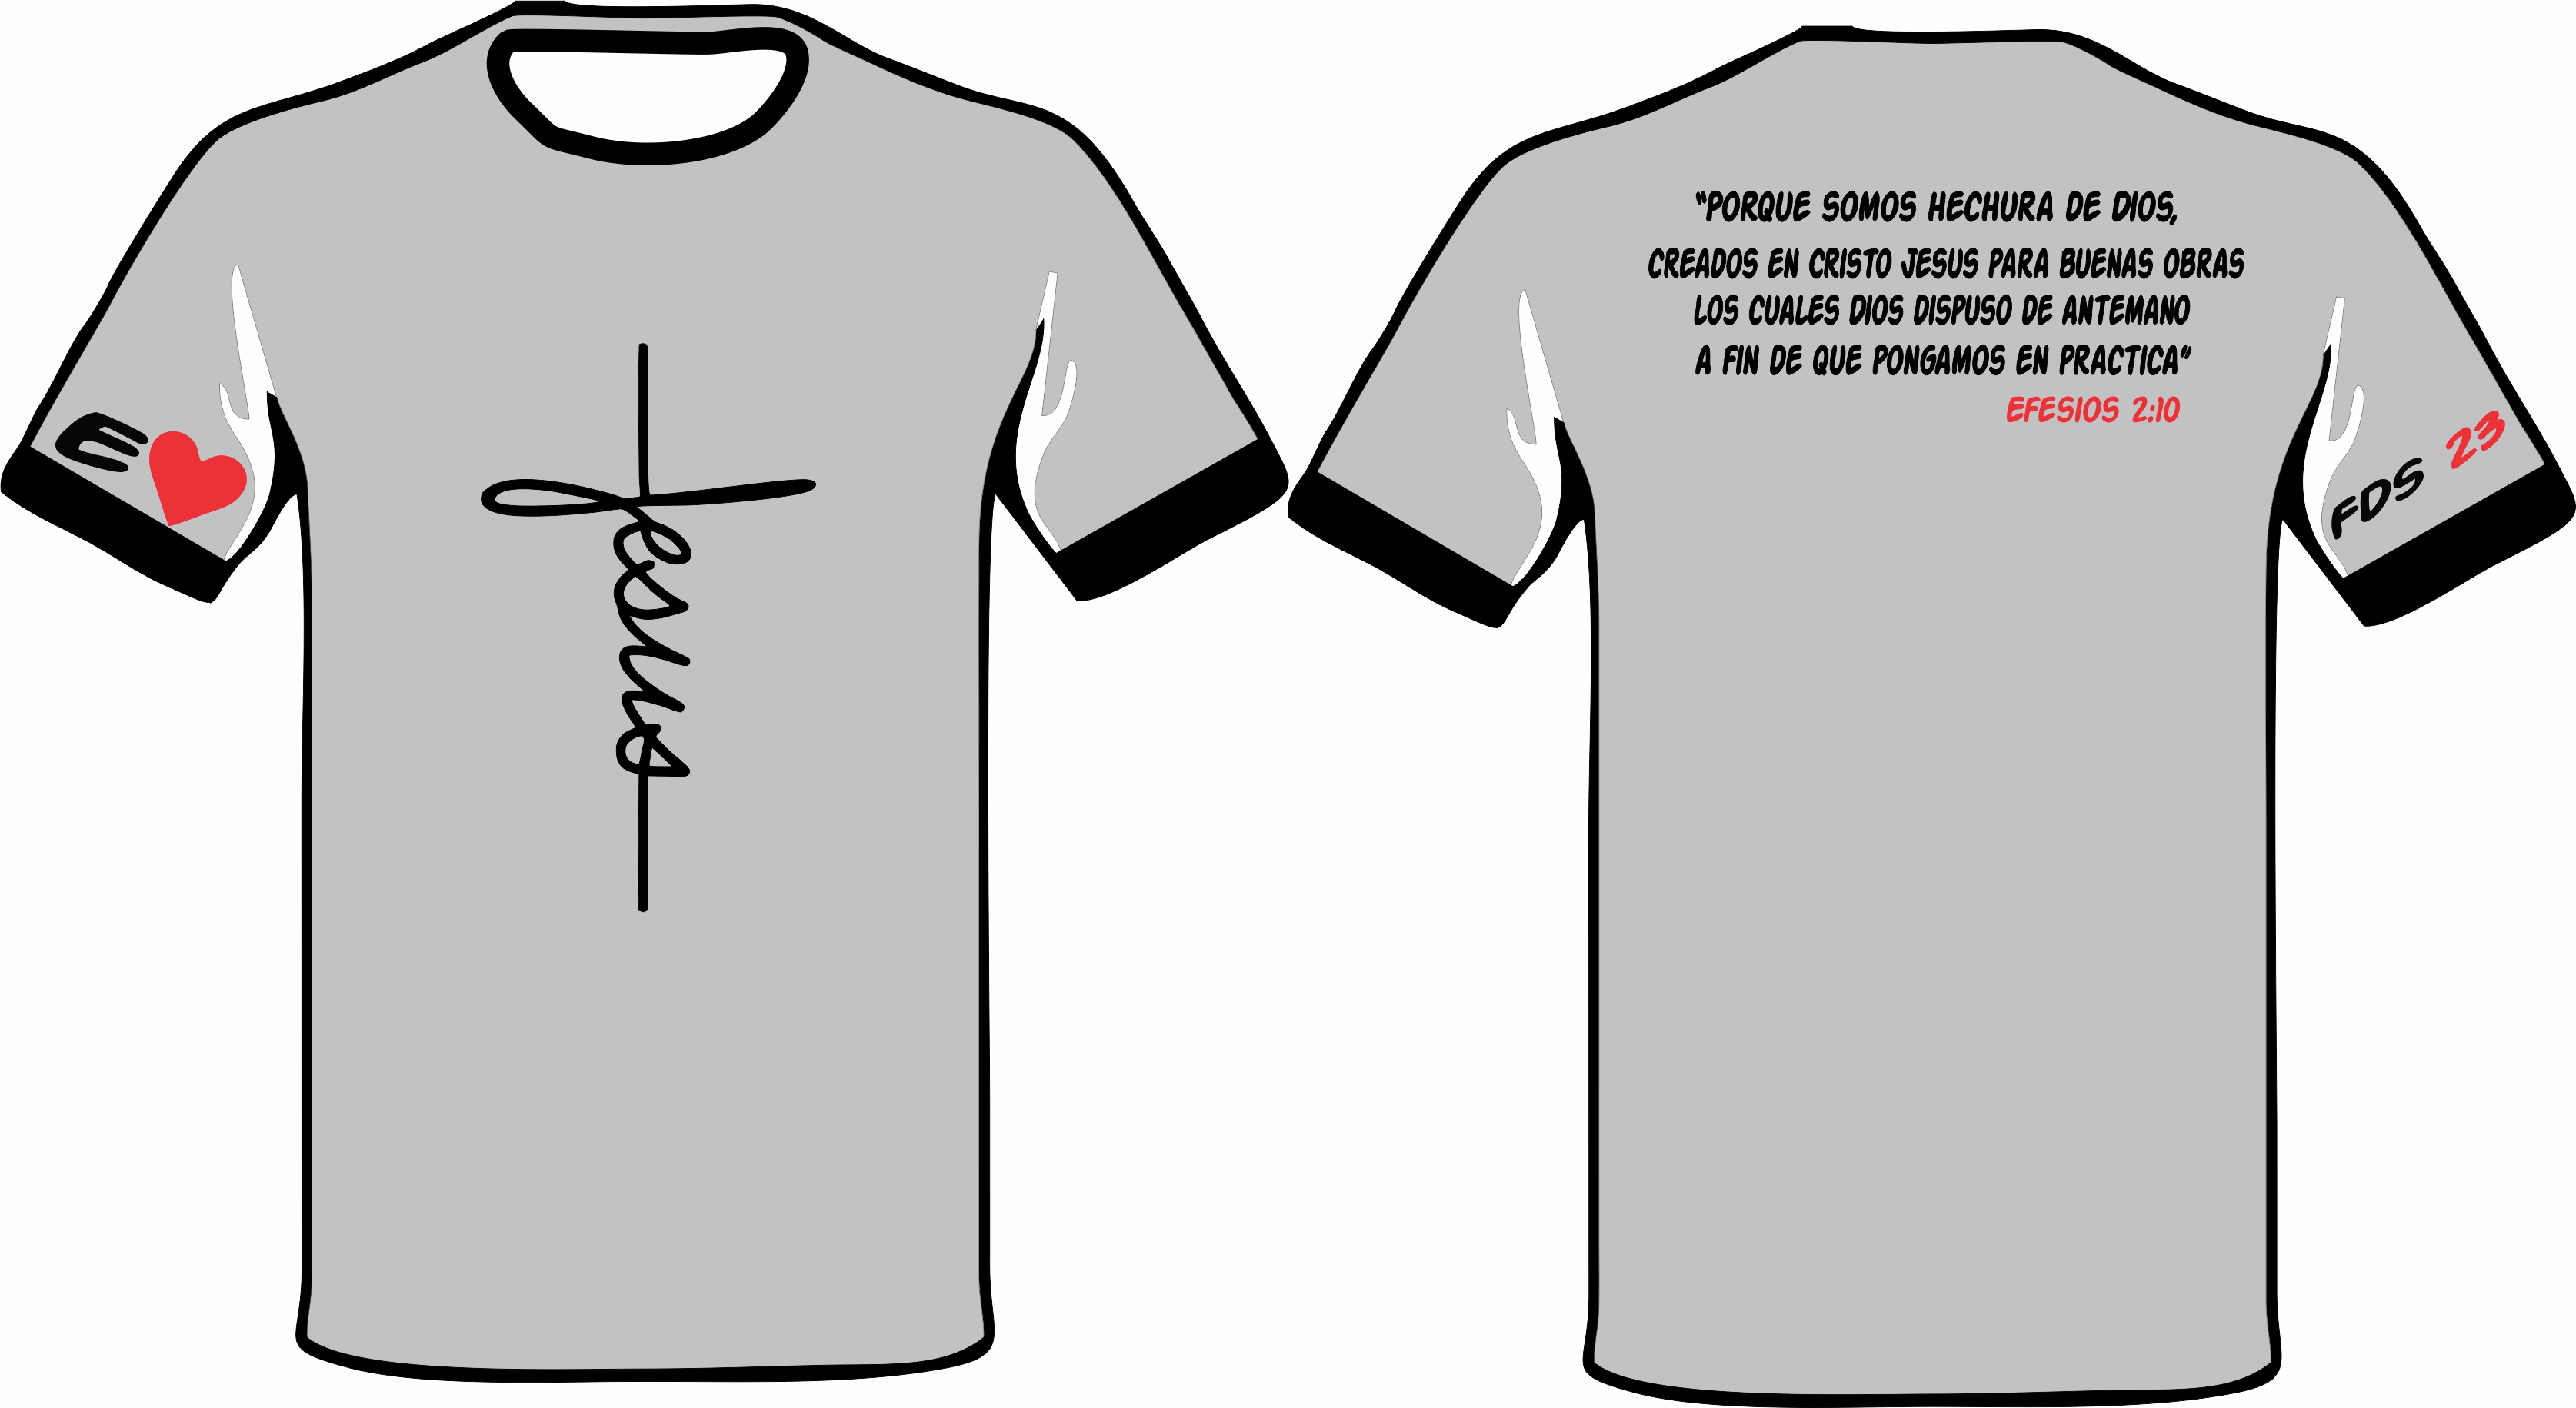 E
Jesus
"PORQUE SOMOS HECHURA DE DIOS,
CREADOS EN CRISTO JESUS PARA BUENAS OBRAS
LOS CUALES DIOS DISPUSO DE ANTEMANO
A FIN DE QUE PONGAMOS EN PRACTICA"
EFESIOS 2:10
FDS 23